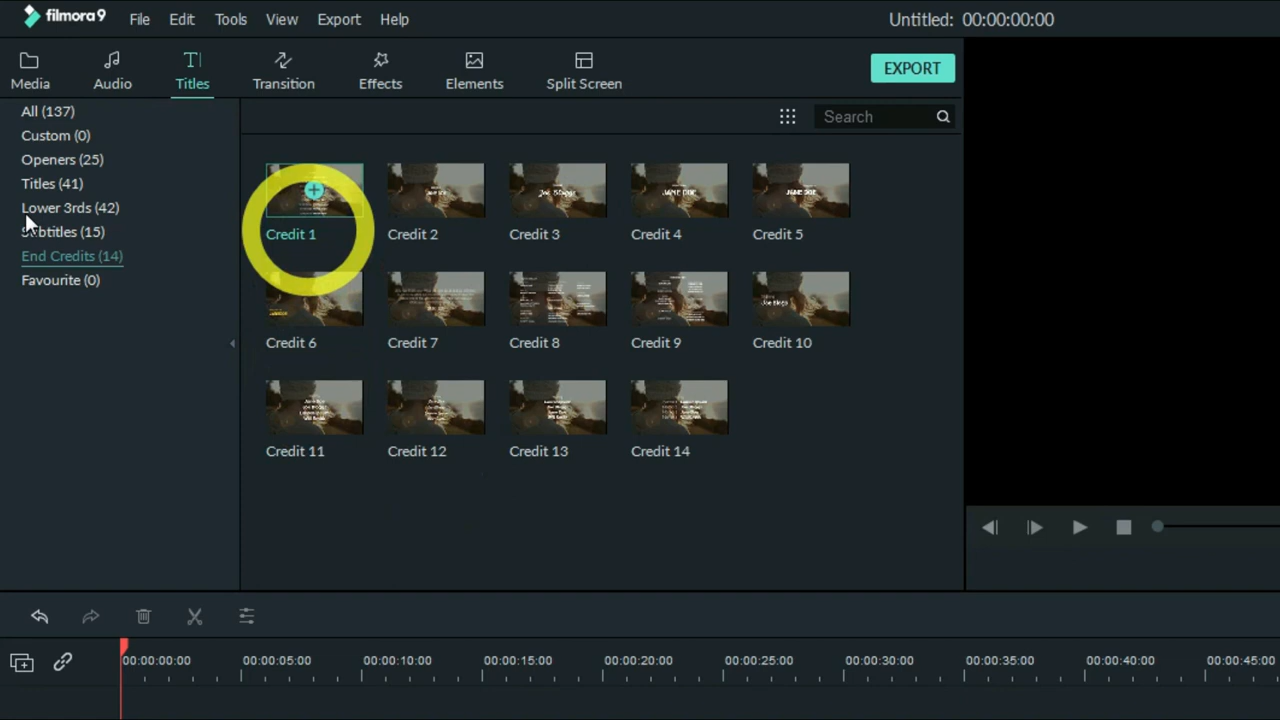 filmora9 File Edit Tools View Export Help Untitled: 00:00:00:00
Media Audio Titles Transition Effects Elements Split Screen EXPORT
All (137)
Custom (0)
Openers (25)
Titles (41)
Lower 3rds (42)
Subtitles (15)
End Credits (14)
Favourite (0)
Search
Credit 1 Credit 2 Credit 3 Credit 4 Credit 5
Credit 6 Credit 7 Credit 8 Credit 9 Credit 10
Credit 11 Credit 12 Credit 13 Credit 14
00:00:00:00 00:00:05:00 00:00:10:00 00:00:15:00 00:00:20:00 00:00:25:00 00:00:30:00 00:00:35:00 00:00:40:00 00:00:45:00